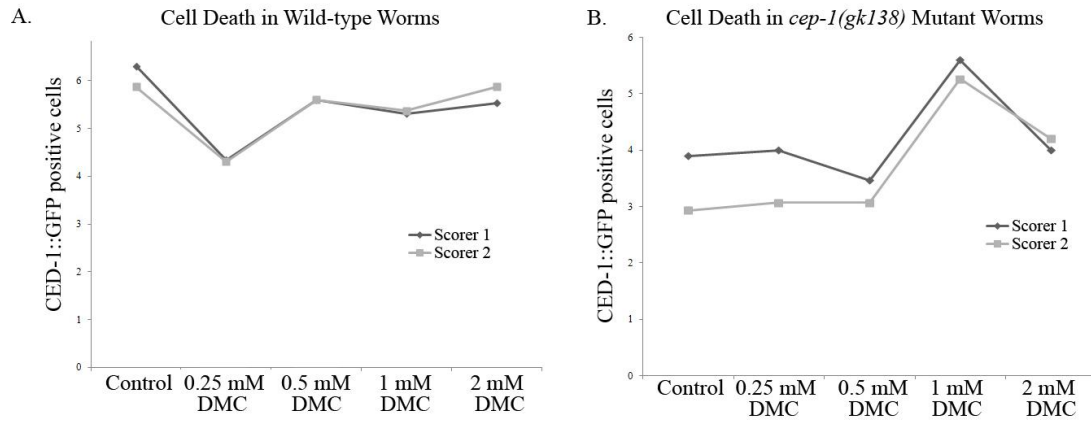 A.
Cell Death in Wild-type Worms
CED-1::GFP positive cells
6
5
4
3
2
1
0
Scorer 1
Scorer 2
Control
0.25 mM
DMC
0.5 mM
DMC
1 mM
DMC
2 mM
DMC
B.
Cell Death in cep-1(gk138) Mutant Worms
CED-1::GFP positive cells
6
5
4
3
2
1
0
Scorer 1
Scorer 2
Control
0.25 mM
DMC
0.5 mM
DMC
1 mM
DMC
2 mM
DMC